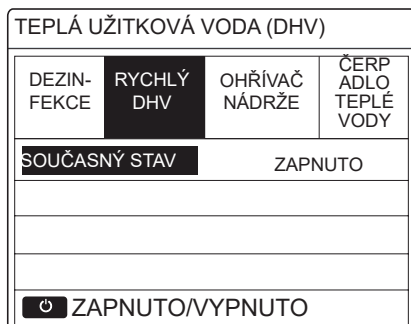 TEPLÁ UŽITKOVÁ VODA (DHV)
DEZIN-
FEKCE
RYCHLÝ
DHV
OHŘÍVAČ
NÁDRŽE
ČERP
ADLO
TEPLÉ
VODY
SOUČASNÝ STAV ZAPNUTO
ZAPNUTO/VYPNUTO